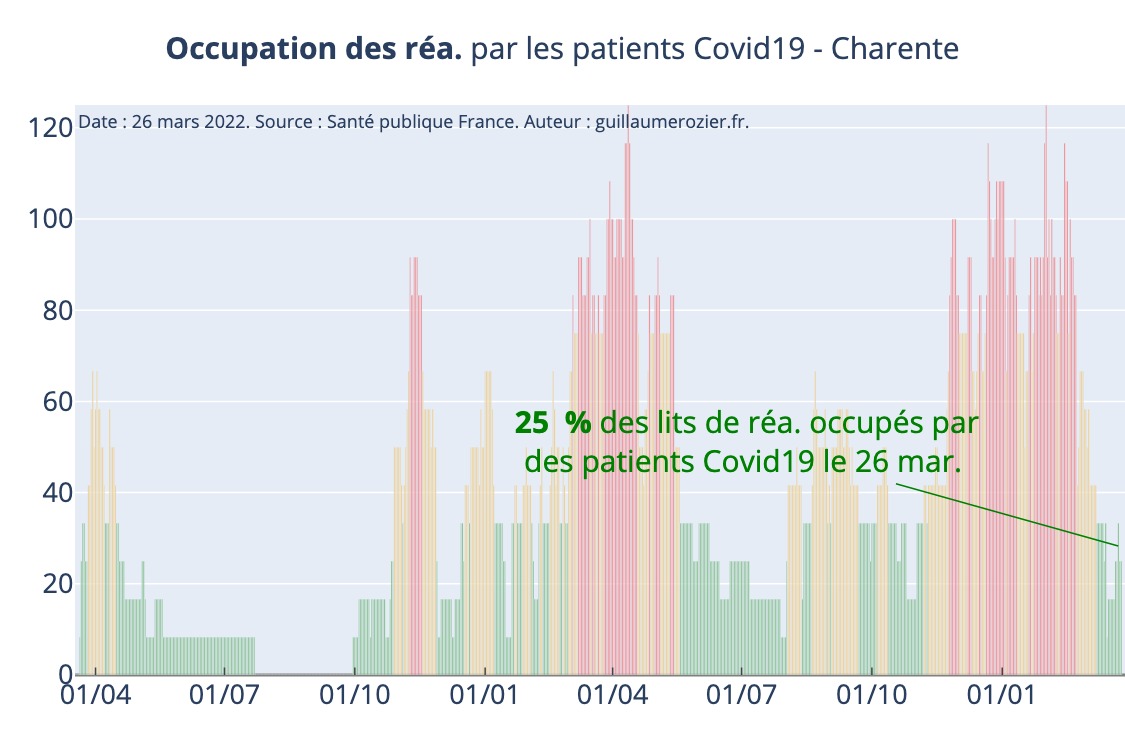 Occupation des réa. par les patients Covid19 - Charente
Date : 26 mars 2022. Source : Santé publique France. Auteur : guillaumerozier.fr.
120
100
80
60
40
20
0
25 % des lits de réa. occupés par
des patients Covid19 le 26 mar.
01/04 01/07 01/10 01/01 01/04 01/07 01/10 01/01